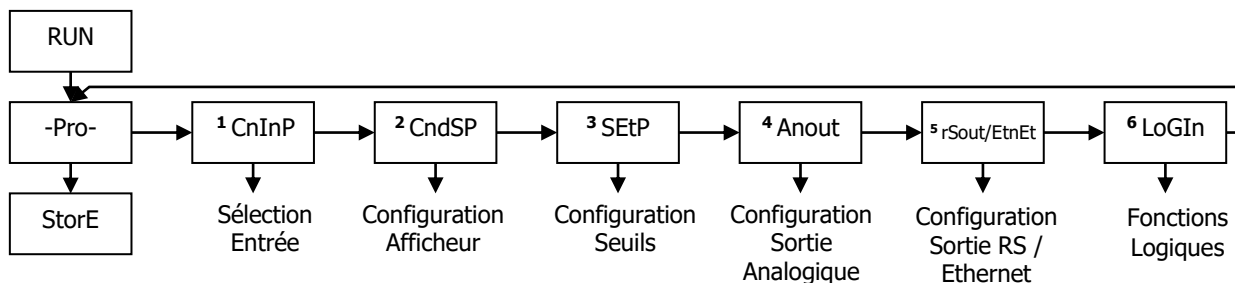 RUN
-Pro-
1 CnInP
2 CndSP
3 SEtP
4 Anout
5 rSout/EtnEt
6 LoGIn
StorE
Sélection
Entrée
Configuration
Afficheur
Configuration
Seuils
Configuration
Sortie
Analogique
Configuration
Sortie RS /
Ethernet
Fonctions
Logiques